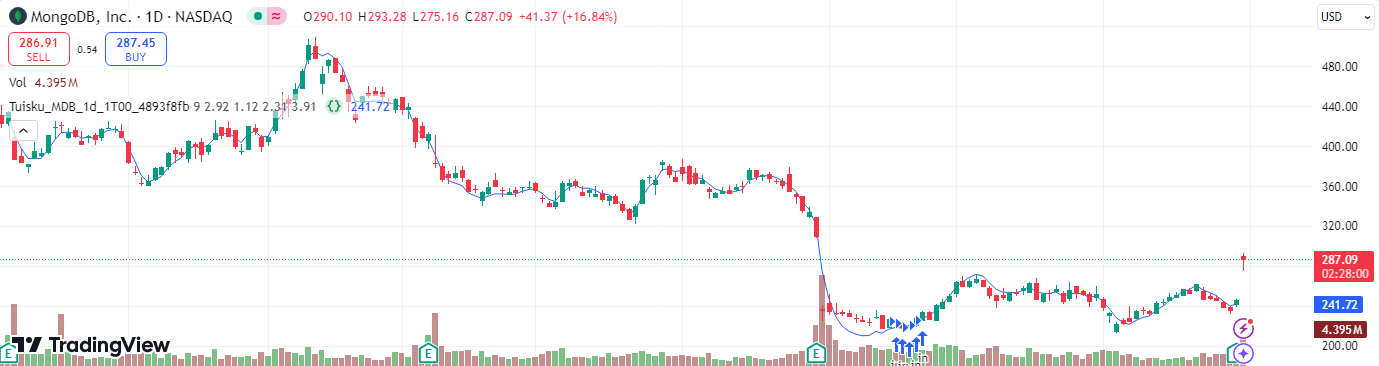 MongoDB, Inc. · 1D · NASDAQ O290.10 H293.28 L275.16 C287.09 +41.37 (+16.84%)
USD
286.91 SELL 0.54 287.45 BUY
Vol 4.395M
Tuisku_MDB_1d_1T00_4893f8fb 9 2.92 1.12 2.31 3.91 {} 241.72
480.00
440.00
400.00
360.00
320.00
287.09
02:28:00
241.72
4.395M
200.00
E E E
TradingView